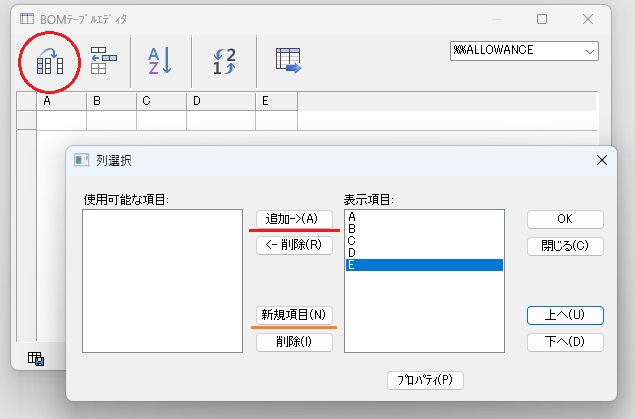 BOMﾃｰﾌﾞﾙｴﾃﾞｨﾀ
A
Z
2
1
%%ALLOWANCE
A B C D E
列選択
使用可能な項目:
表示項目:
追加->(A)
<- 削除(R)
新規項目(N)
削除(I)
A
B
C
D
E
OK
閉じる(C)
上へ(U)
下へ(D)
ﾌﾟﾛﾊﾟﾃｨ(P)